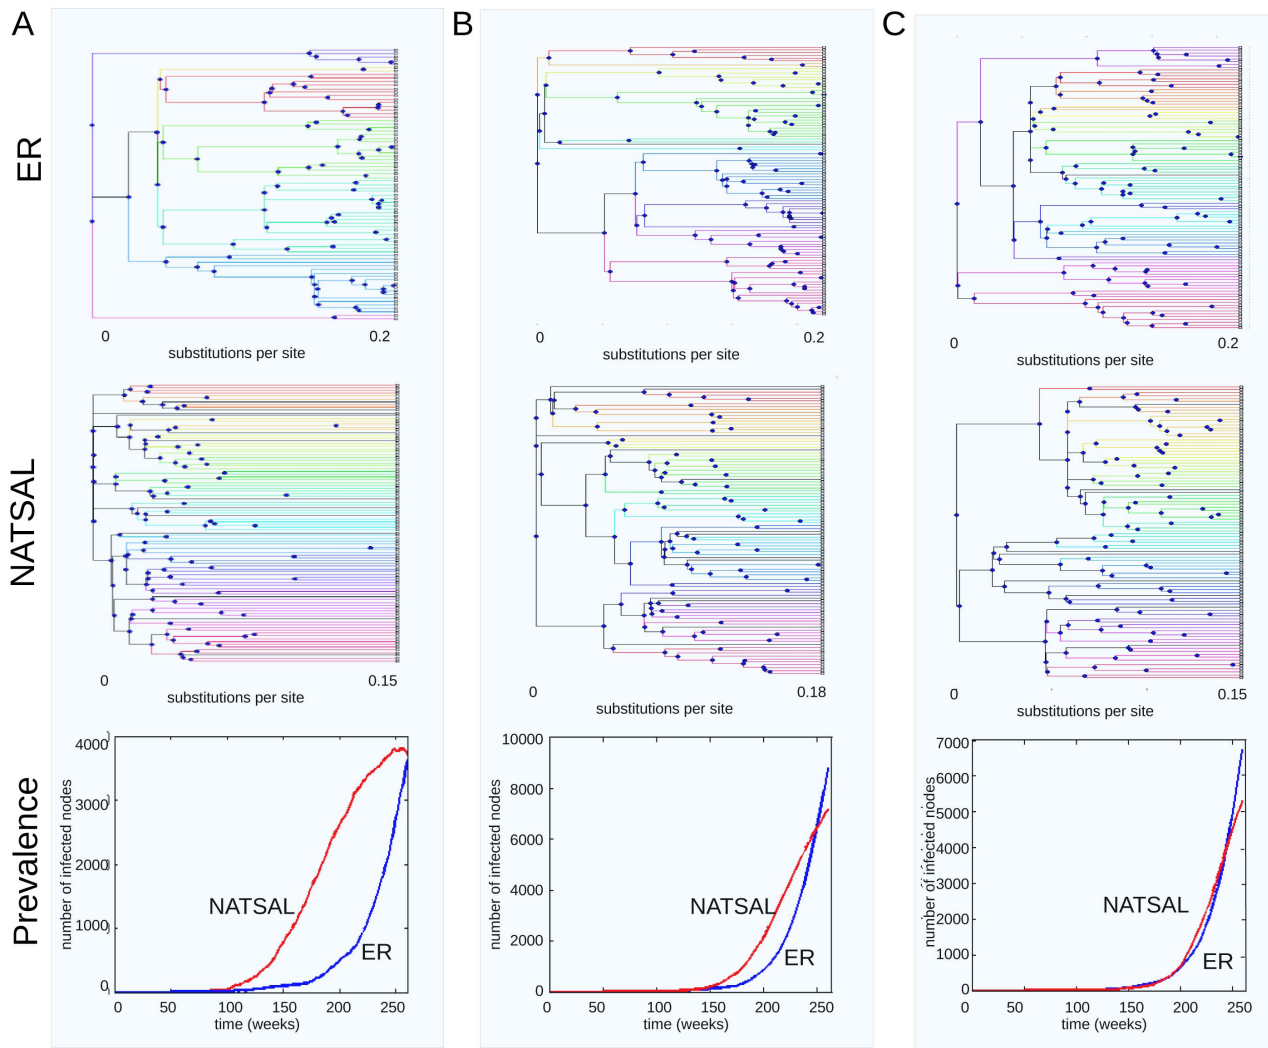 A
B
C
ER
0
0.2
substitutions per site
0
0.2
substitutions per site
0
0.2
substitutions per site
NATSAL
0
0.15
substitutions per site
0
0.18
substitutions per site
0
0.15
substitutions per site
Prevalence
number of infected nodes
4000
3000
2000
1000
0
NATSAL
ER
0 50 100 150 200 250
time (weeks)
number of infected nodes
10000
8000
6000
4000
2000
0
NATSAL
ER
0 50 100 150 200 250
time (weeks)
number of infected nodes
7000
6000
5000
4000
3000
2000
1000
0
NATSAL
ER
0 50 100 150 200 250
time (weeks)